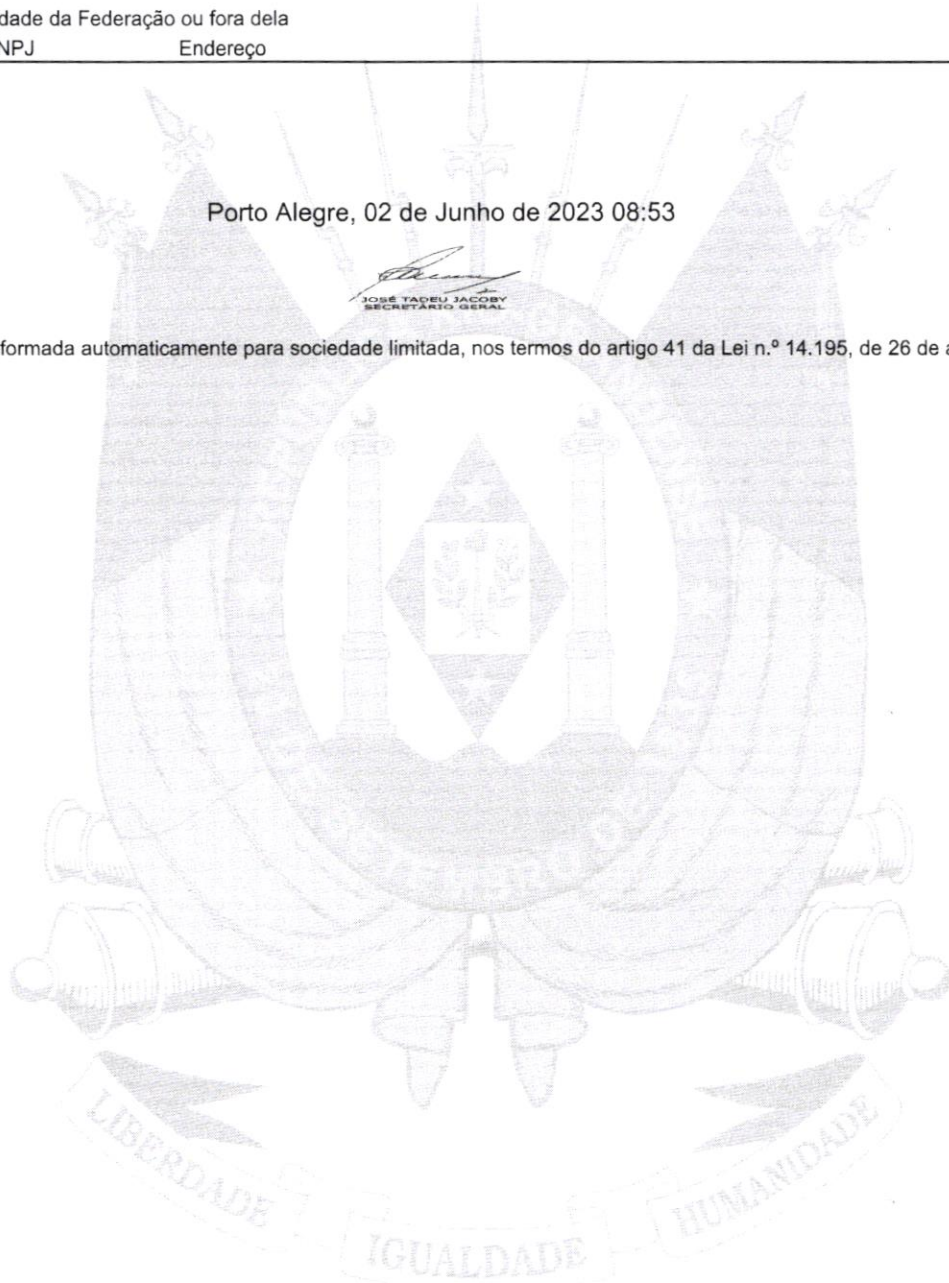 dade da Federação ou fora dela
NPJ Endereço
Porto Alegre, 02 de Junho de 2023 08:53
JOSÉ TADEU JACOBY
SECRETÁRIO GERAL
formada automaticamente para sociedade limitada, nos termos do artigo 41 da Lei n.º 14.195, de 26 de a
LIBERDADE
IGUALDADE
HUMANIDADE